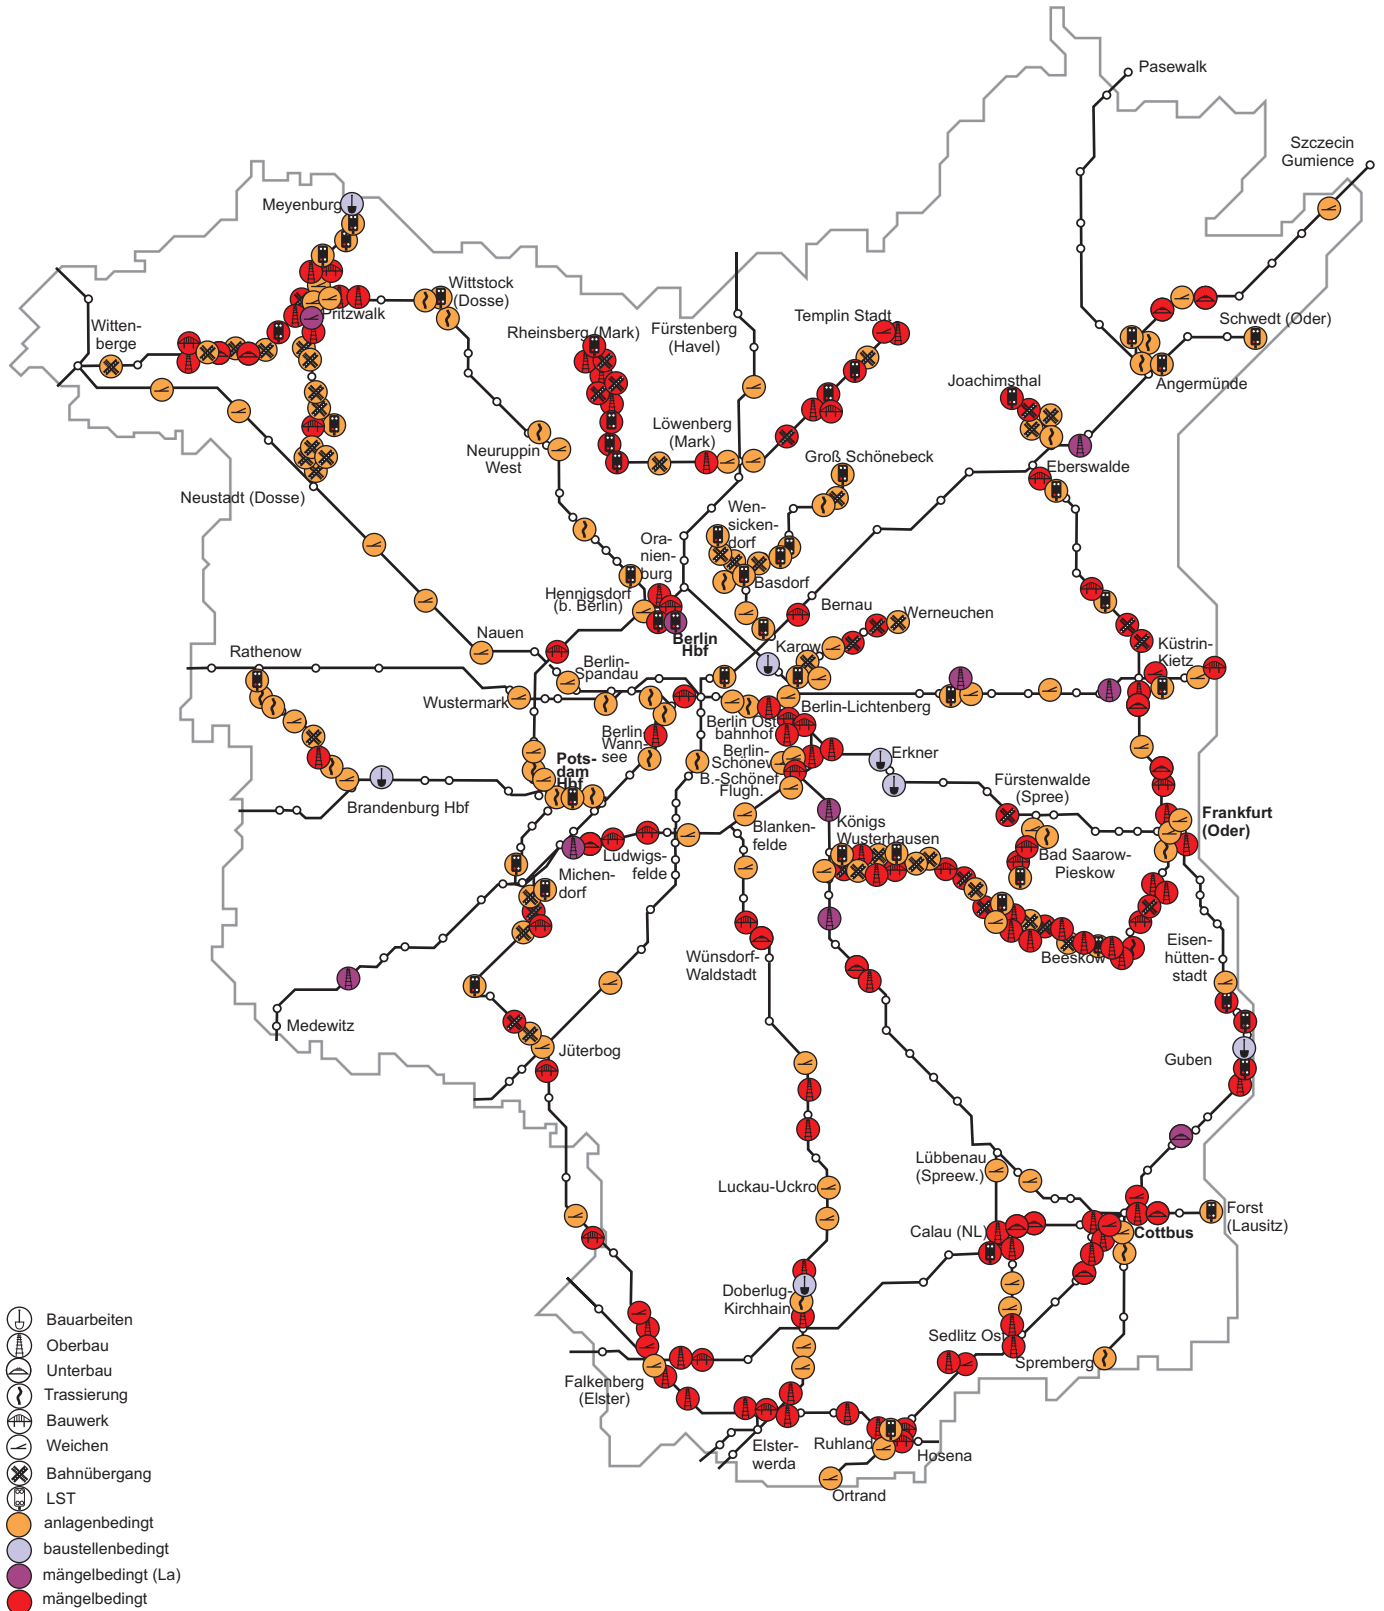 Pasewalk
Szczecin
Gumience
Meyenburg
Wittstock
(Dosse)
Pritzwalk
Witten-
berge
Rheinsberg (Mark)
Fürstenberg
(Havel)
Templin Stadt
Schwedt (Oder)
Angermünde
Joachimsthal
Löwenberg
(Mark)
Neuruppin
West
Groß Schönebeck
Eberswalde
Neustadt (Dosse)
Wen-
sicken-
dorf
Ora-
nien-
burg
Basdorf
Hennigsdorf
(b. Berlin)
Bernau
Werneuchen
Nauen
Berlin
Hbf
Karow
Küstrin-
Kietz
Rathenow
Berlin-
Spandau
Wustermark
Berlin-Lichtenberg
Berlin Ost
bahnhof
Berlin
Wann-
see
Berlin-
Schönew
B.-Schönef
Flugh.
Erkner
Pots-
dam
Hbf
Fürstenwalde
(Spree)
Brandenburg Hbf
Blanken-
felde
Königs
Wusterhausen
Frankfurt
(Oder)
Ludwigs-
felde
Michen-
dorf
Bad Saarow-
Pieskow
Wünsdorf-
Waldstadt
Beeskow
Eisen-
hütten-
stadt
Medewitz
Jüterbog
Guben
Lübbenau
(Spreew.)
Luckau-Uckro
Calau (NL)
Forst
(Lausitz)
Cottbus
Doberlug-
Kirchhain
Sedlitz Ost
Spremberg
Falkenberg
(Elster)
Elster-
werda
Ruhland
Hosena
Ortrand
Bauarbeiten
Oberbau
Unterbau
Trassierung
Bauwerk
Weichen
Bahnübergang
LST
anlagenbedingt
baustellenbedingt
mängelbedingt (La)
mängelbedingt